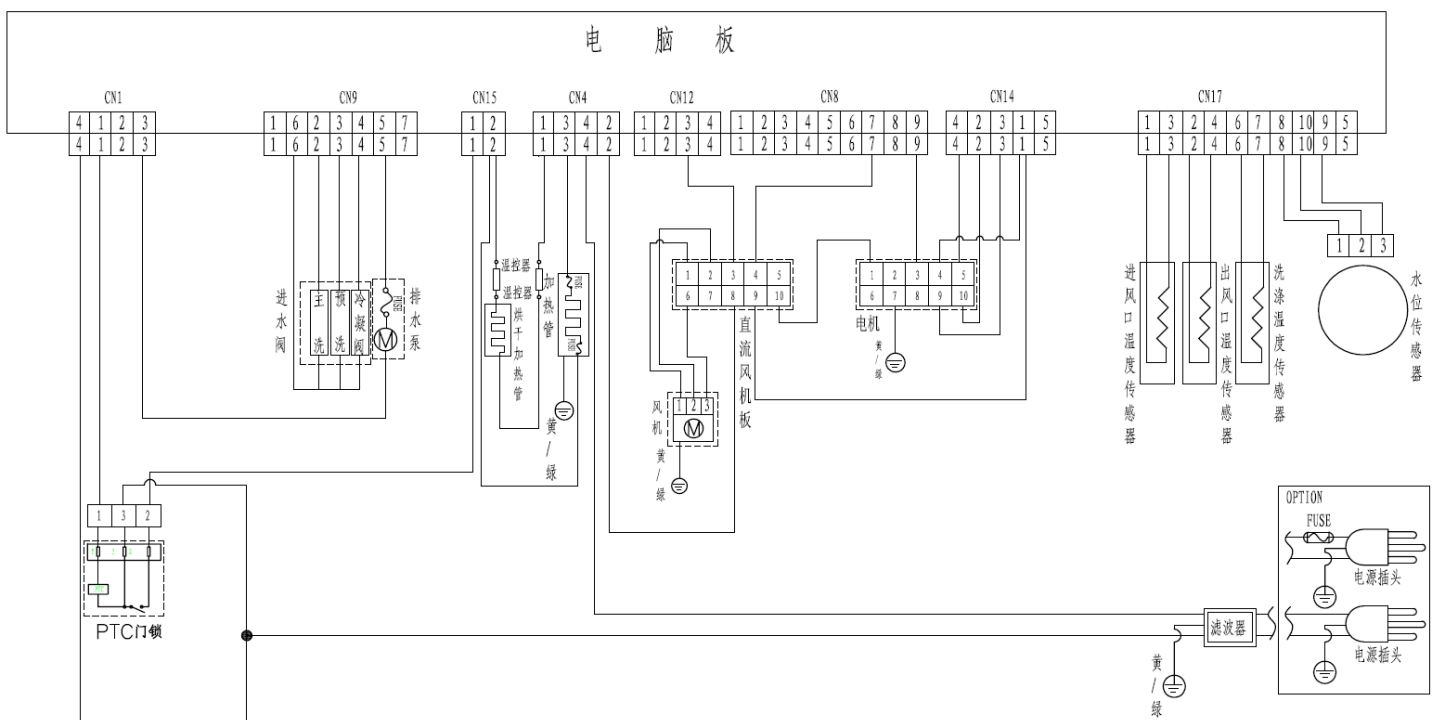 电 脑 板
CN1 CN9 CN15 CN4 CN12 CN8 CN14 CN17
4 1 2 3 1 6 2 3 4 5 7 1 2 1 3 4 2 1 2 3 4 1 2 3 4 5 6 7 8 9 4 2 3 1 5 1 3 2 4 6 7 8 10 9 5
4 1 2 3 1 6 2 3 4 5 7 1 2 1 3 4 2 1 2 3 4 1 2 3 4 5 6 7 8 9 4 2 3 1 5 1 3 2 4 6 7 8 10 9 5
进水阀
主洗
预洗
冷凝阀
FUSE
M
排水泵
温控器
温控器
烘干加热管
加热管
FUSE
FUSE
黄/绿
1 2 3 4 5
6 7 8 9 10
直流风机板
风机
1 2 3
M
黄/绿
1 2 3 4 5
6 7 8 9 10
电机
黄/绿
进风口温度传感器
出风口温度传感器
洗涤温度传感器
1 2 3
水位传感器
1 3 2
PTC门锁
滤波器
黄/绿
OPTION
FUSE
电源插头
电源插头